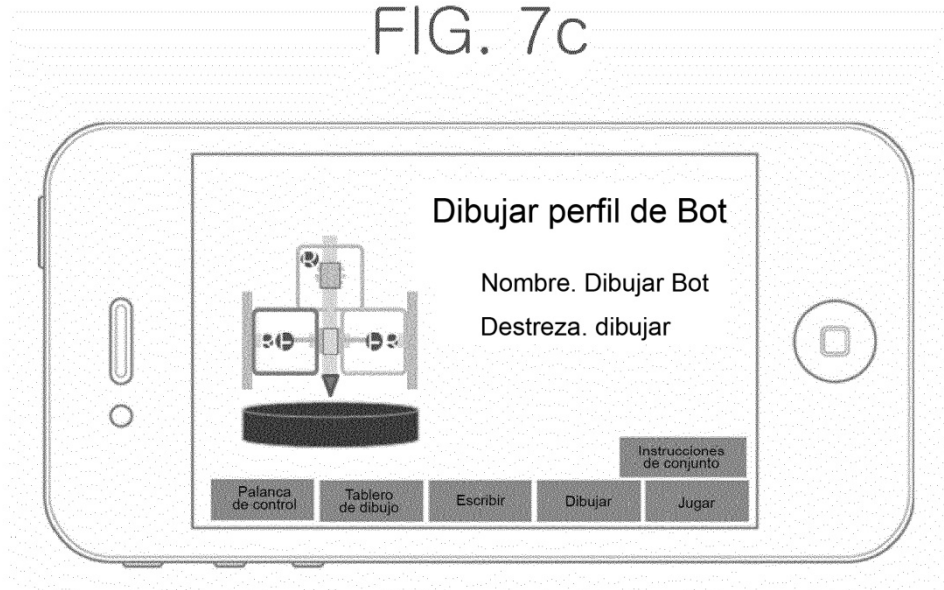 FIG. 7c
Dibujar perfil de Bot
Nombre. Dibujar Bot
Destreza. dibujar
Instrucciones
de conjunto
Palanca
de control
Tablero
de dibujo
Escribir
Dibujar
Jugar